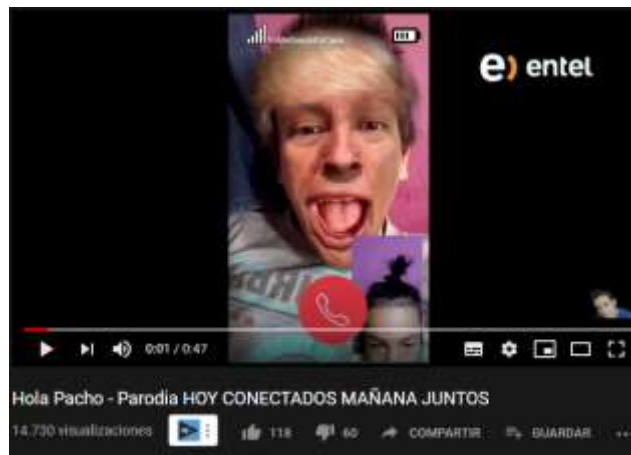 e) entel
0:01 / 0:47
Hola Pacho - Parodia HOY CONECTADOS MAÑANA JUNTOS
14.730 visualizaciones 118 60 COMPARTIR GUARDAR ...